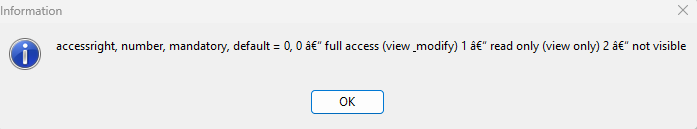 Information
accessright, number, mandatory, default = 0, 0 â€“ full access (view _modify) 1 â€“ read only (view only) 2 â€“ not visible
OK